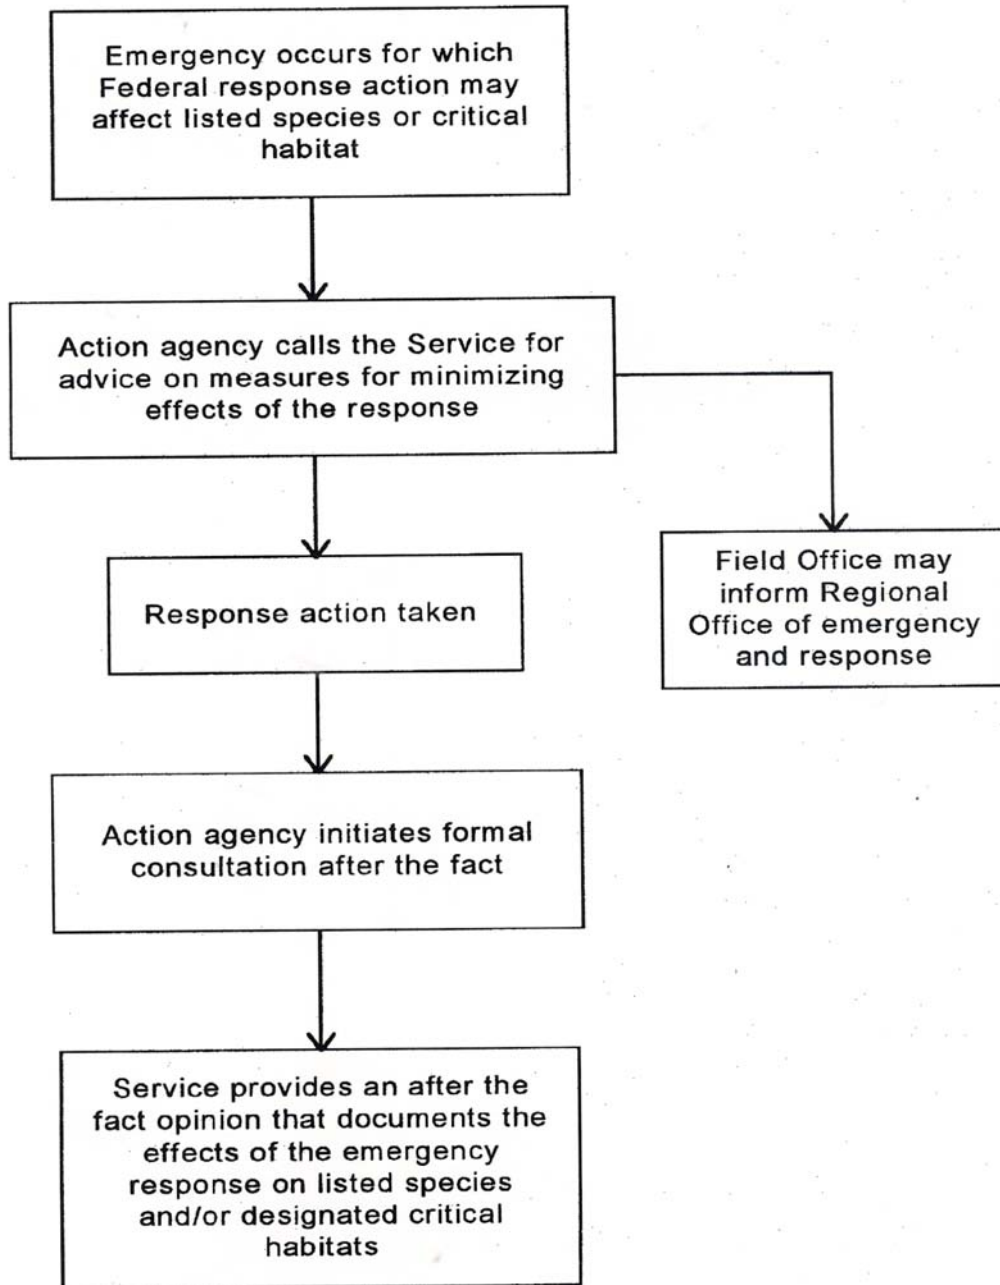 Emergency occurs for which
Federal response action may
affect listed species or critical
habitat
Action agency calls the Service for
advice on measures for minimizing
effects of the response
Response action taken
Field Office may
inform Regional
Office of emergency
and response
Action agency initiates formal
consultation after the fact
Service provides an after the
fact opinion that documents the
effects of the emergency
response on listed species
and/or designated critical
habitats